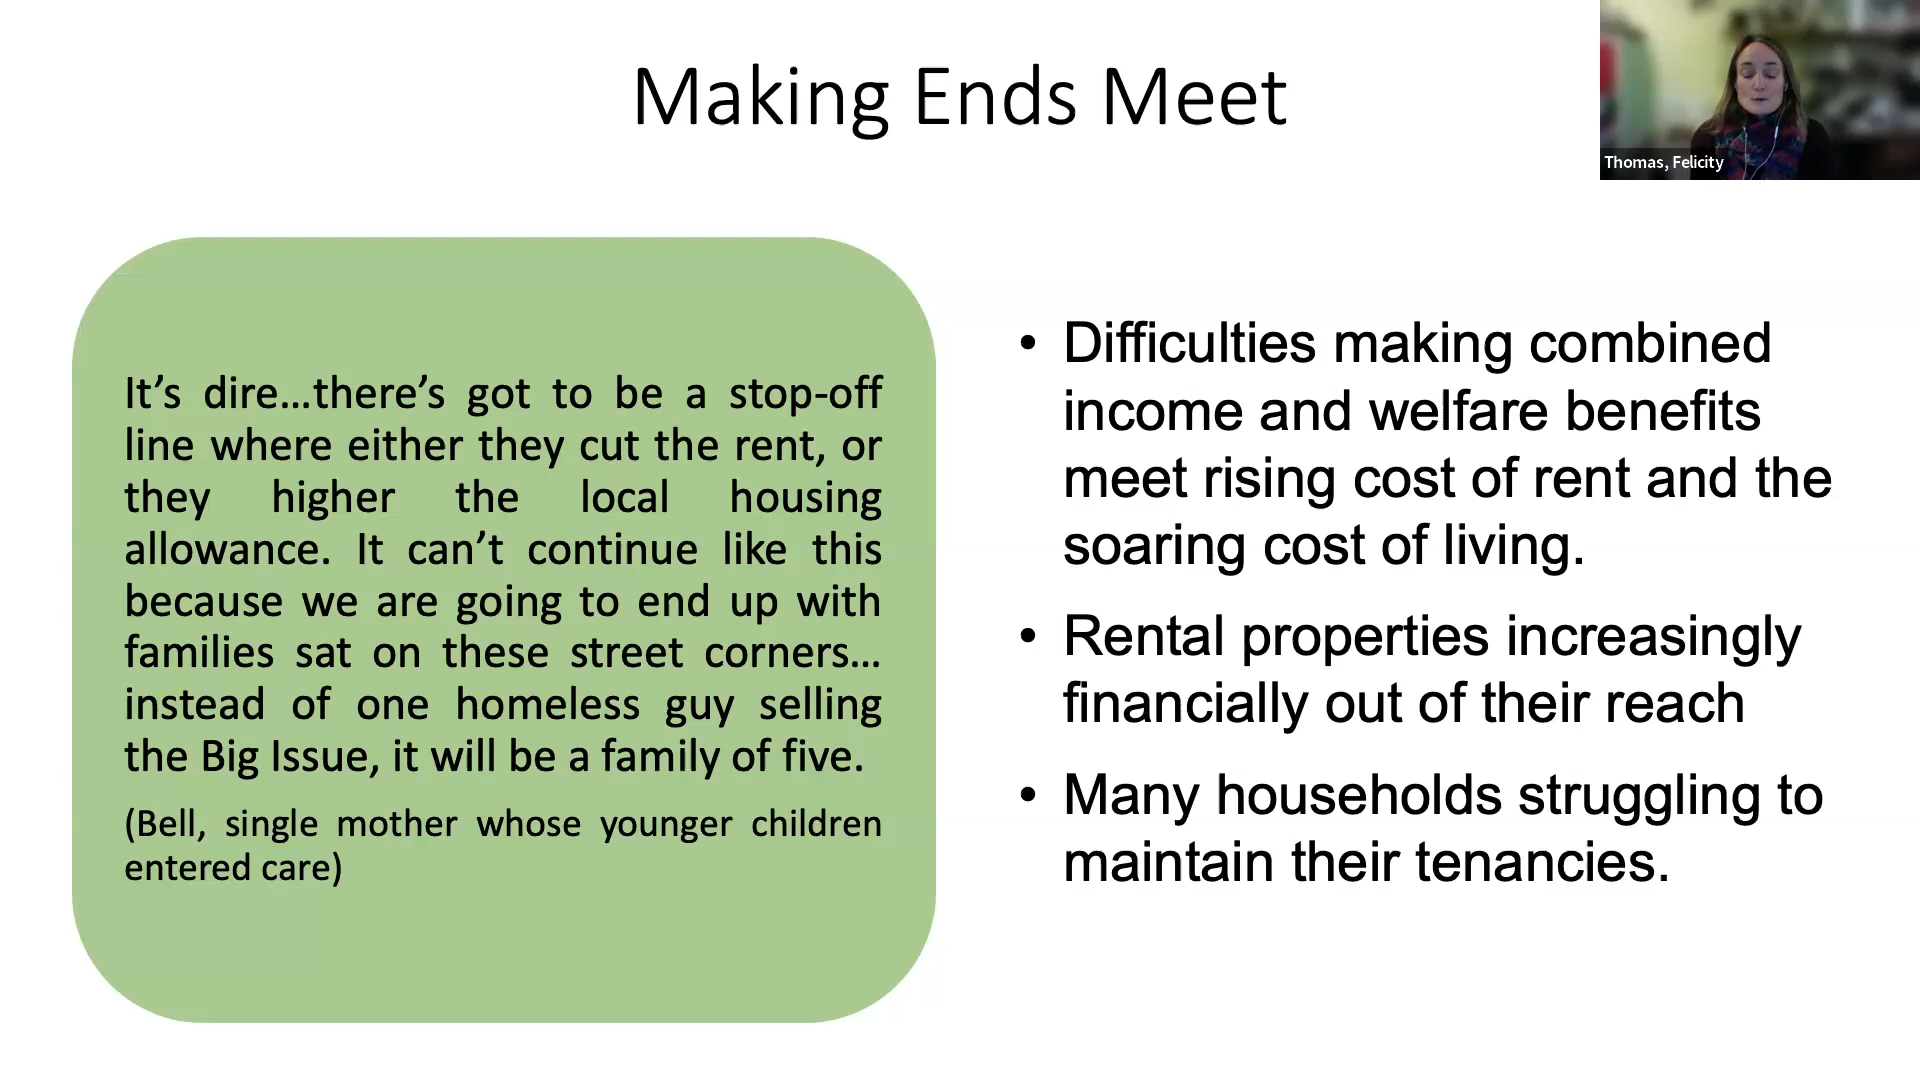 Making Ends Meet
Thomas, Felicity
It’s dire…there’s got to be a stop-off
line where either they cut the rent, or
they higher the local housing
allowance. It can’t continue like this
because we are going to end up with
families sat on these street corners…
instead of one homeless guy selling
the Big Issue, it will be a family of five.
(Bell, single mother whose younger children
entered care)
• Difficulties making combined
income and welfare benefits
meet rising cost of rent and the
soaring cost of living.
• Rental properties increasingly
financially out of their reach
• Many households struggling to
maintain their tenancies.